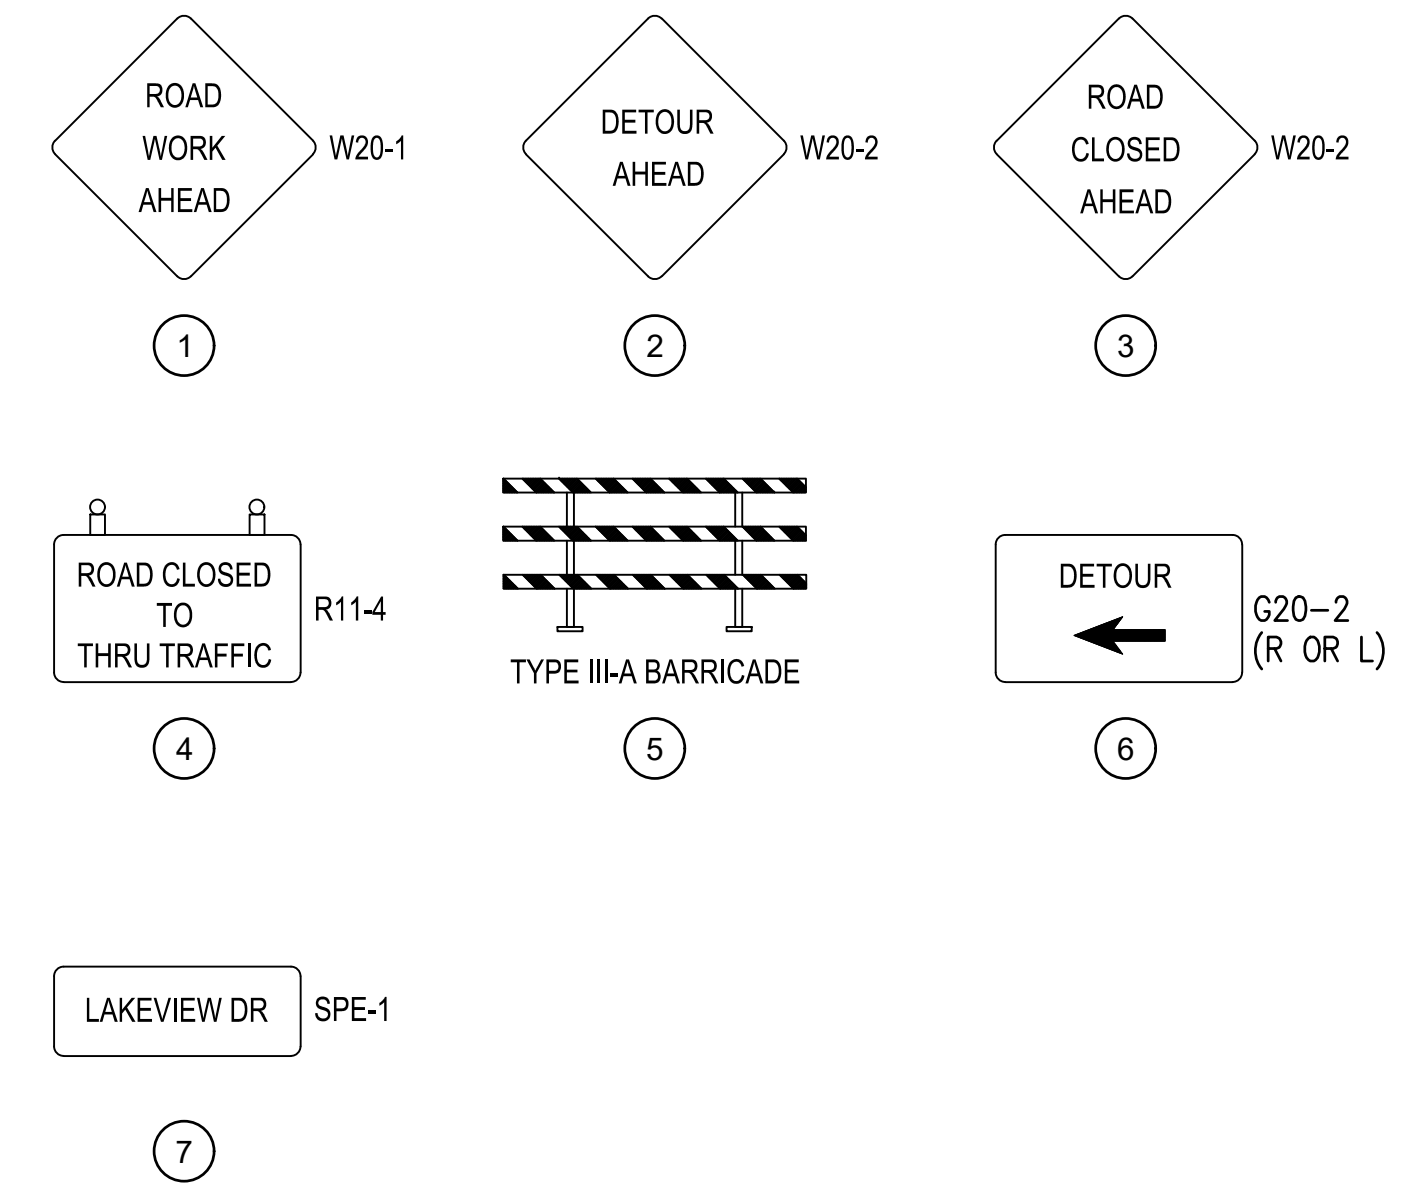 ROAD
WORK
AHEAD
W20-1
1
DETOUR
AHEAD
W20-2
2
ROAD
CLOSED
AHEAD
W20-2
3
ROAD CLOSED
TO
THRU TRAFFIC
R11-4
4
TYPE III-A BARRICADE
5
DETOUR
G20-2
(R OR L)
6
LAKEVIEW DR
SPE-1
7